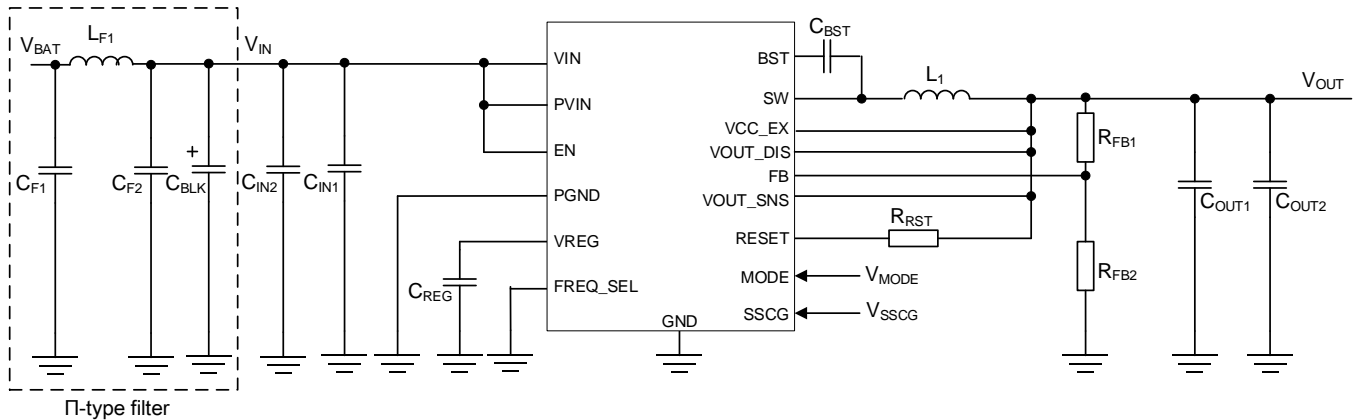 VBAT
LF1
VIN
CF1
CF2
+
CBLK
CIN2
CIN1
Π-type filter
VIN
PVIN
EN
PGND
VREG
FREQ_SEL
CREG
GND
BST
SW
VCC_EX
VOUT_DIS
FB
VOUT_SNS
RESET
MODE
SSCG
CBST
L1
RRST
VMODE
VSSCG
RFB1
RFB2
COUT1
COUT2
VOUT